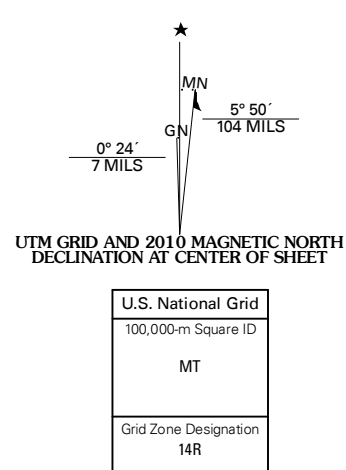 ★
MN
GN
5° 50´
104 MILS
0° 24´
7 MILS
UTM GRID AND 2010 MAGNETIC NORTH
DECLINATION AT CENTER OF SHEET
U.S. National Grid
100,000-m Square ID
MT
Grid Zone Designation
14R